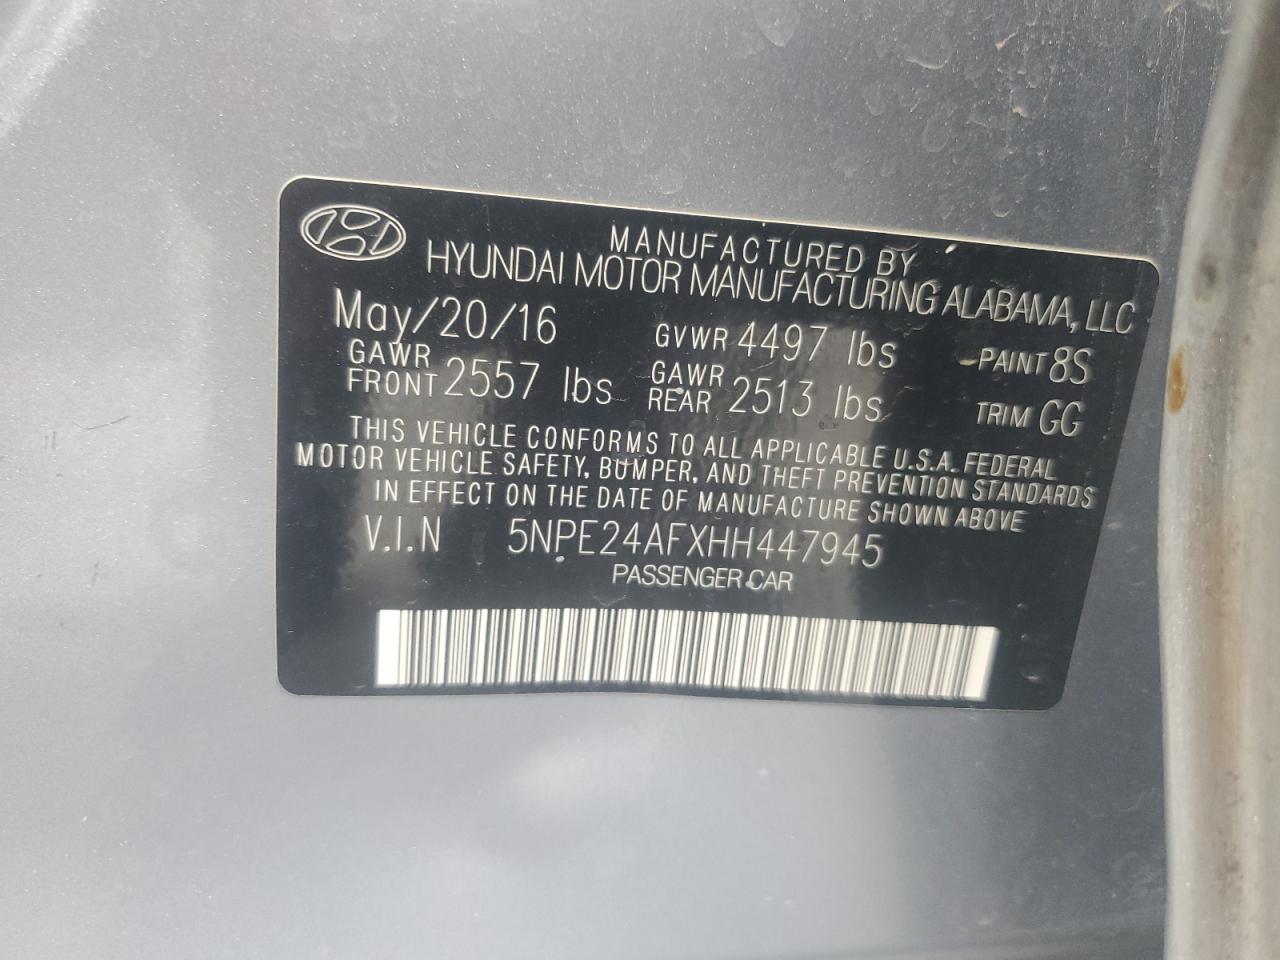 MANUFACTURED BY
HYUNDAI MOTOR MANUFACTURING ALABAMA, LLC
May/20/16 GVWR 4497 lbs PAINT 8S
GAWR FRONT 2557 lbs GAWR REAR 2513 lbs TRIM GG
THIS VEHICLE CONFORMS TO ALL APPLICABLE U.S.A. FEDERAL
MOTOR VEHICLE SAFETY, BUMPER, AND THEFT PREVENTION STANDARDS
IN EFFECT ON THE DATE OF MANUFACTURE SHOWN ABOVE
V.I.N 5NPE24AFXHH447945
PASSENGER CAR